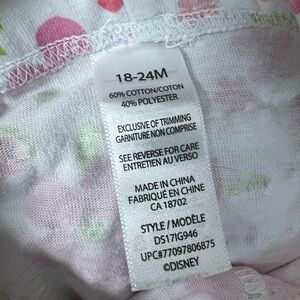 18-24M
60% COTTON/COTON
40% POLYESTER
EXCLUSIVE OF TRIMMING
GARNITURE NON COMPRISE
SEE REVERSE FOR CARE
ENTRETIEN AU VERSO
MADE IN CHINA
FABRIQUÉ EN CHINE
CA 18702
STYLE / MODÈLE
DS17IG946
UPC#77097806875
©DISNEY